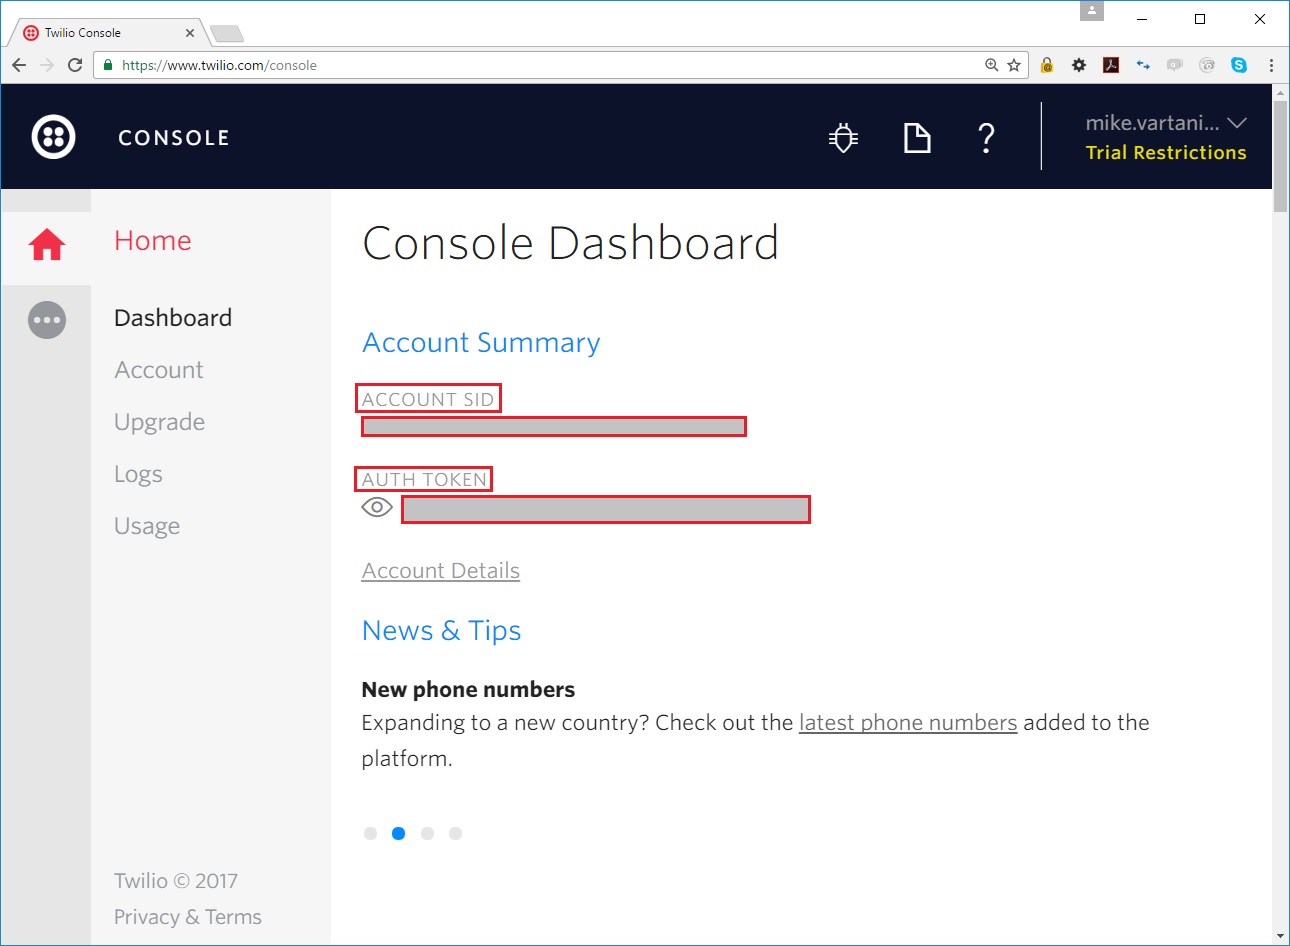 Twilio Console
https://www.twilio.com/console
CONSOLE
mike.vartani...
Trial Restrictions
Home
Dashboard
Account
Upgrade
Logs
Usage
Twilio © 2017
Privacy & Terms
Console Dashboard
Account Summary
ACCOUNT SID
AUTH TOKEN
Account Details
News & Tips
New phone numbers
Expanding to a new country? Check out the latest phone numbers added to the
platform.